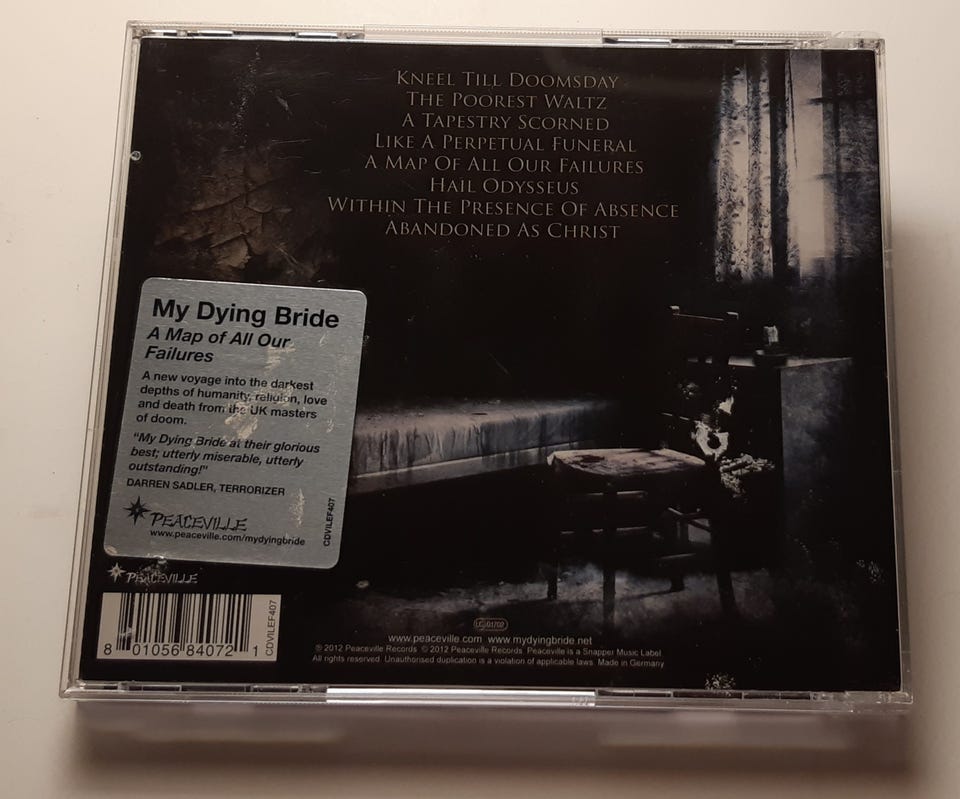 KNEEL TILL DOOMSDAY
THE POOREST WALTZ
A TAPESTRY SCORNED
LIKE A PERPETUAL FUNERAL
A MAP OF ALL OUR FAILURES
HAIL ODYSSEUS
WITHIN THE PRESENCE OF ABSENCE
ABANDONED AS CHRIST
My Dying Bride
A Map of All Our
Failures
A new voyage into the darkest
depths of humanity, religion, love
and death from the UK masters
of doom.
"My Dying Bride at their glorious
best; utterly miserable, utterly
outstanding!"
DARREN SADLER, TERRORIZER
PEACEVILLE
www.peaceville.com/mydyingbride
CDVILEF407
PEACEVILLE
8 01056 84072 1
CDVILEF407
LC 01702
www.peaceville.com www.mydyingbride.net
℗ 2012 Peaceville Records © 2012 Peaceville Records. Peaceville is a Snapper Music Label.
All rights reserved. Unauthorised duplication is a violation of applicable laws. Made in Germany